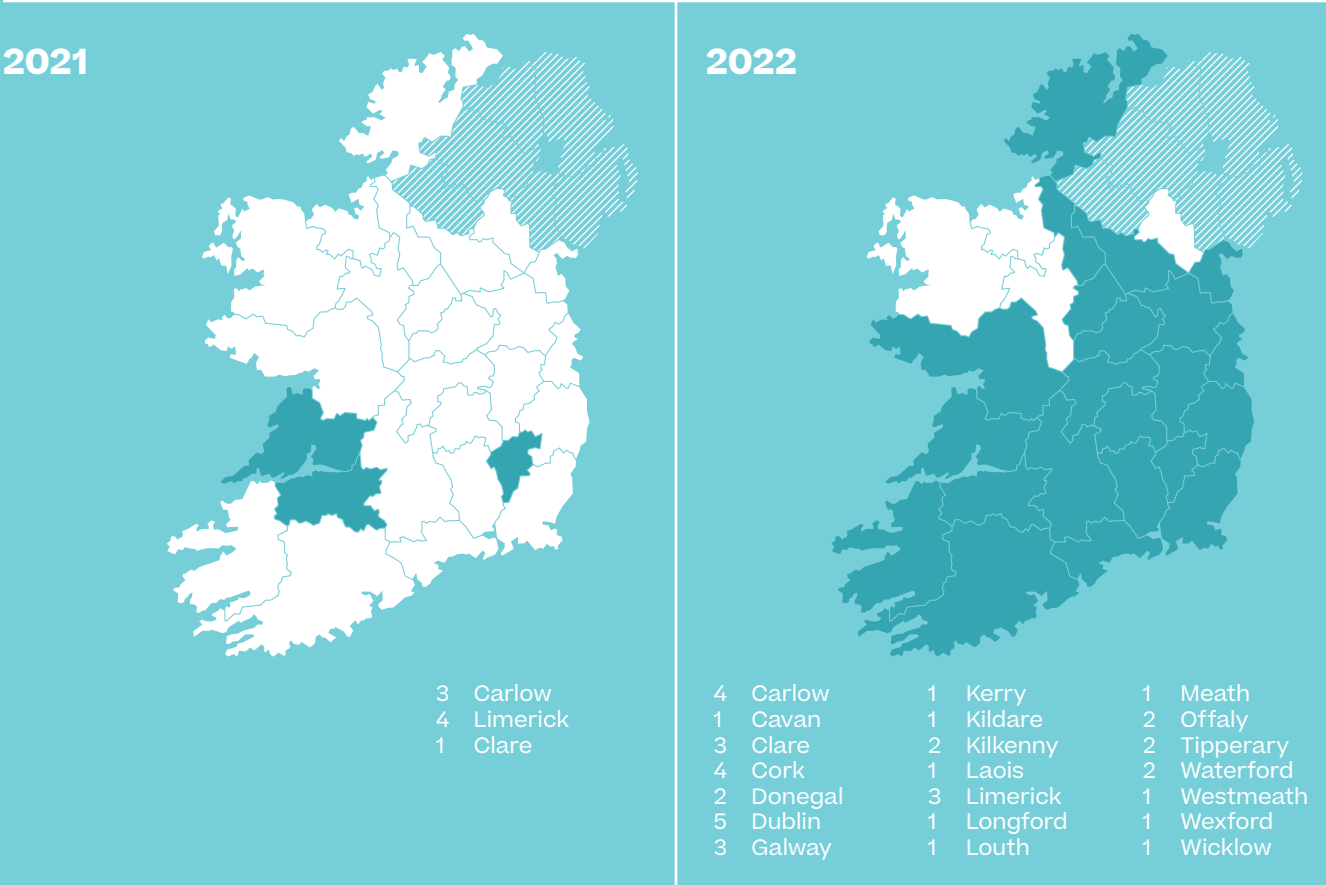 2021
3 Carlow
4 Limerick
1 Clare
2022
4 Carlow
1 Cavan
3 Clare
4 Cork
2 Donegal
5 Dublin
3 Galway
1 Kerry
1 Kildare
2 Kilkenny
1 Laois
3 Limerick
1 Longford
1 Louth
1 Meath
2 Offaly
2 Tipperary
2 Waterford
1 Westmeath
1 Wexford
1 Wicklow